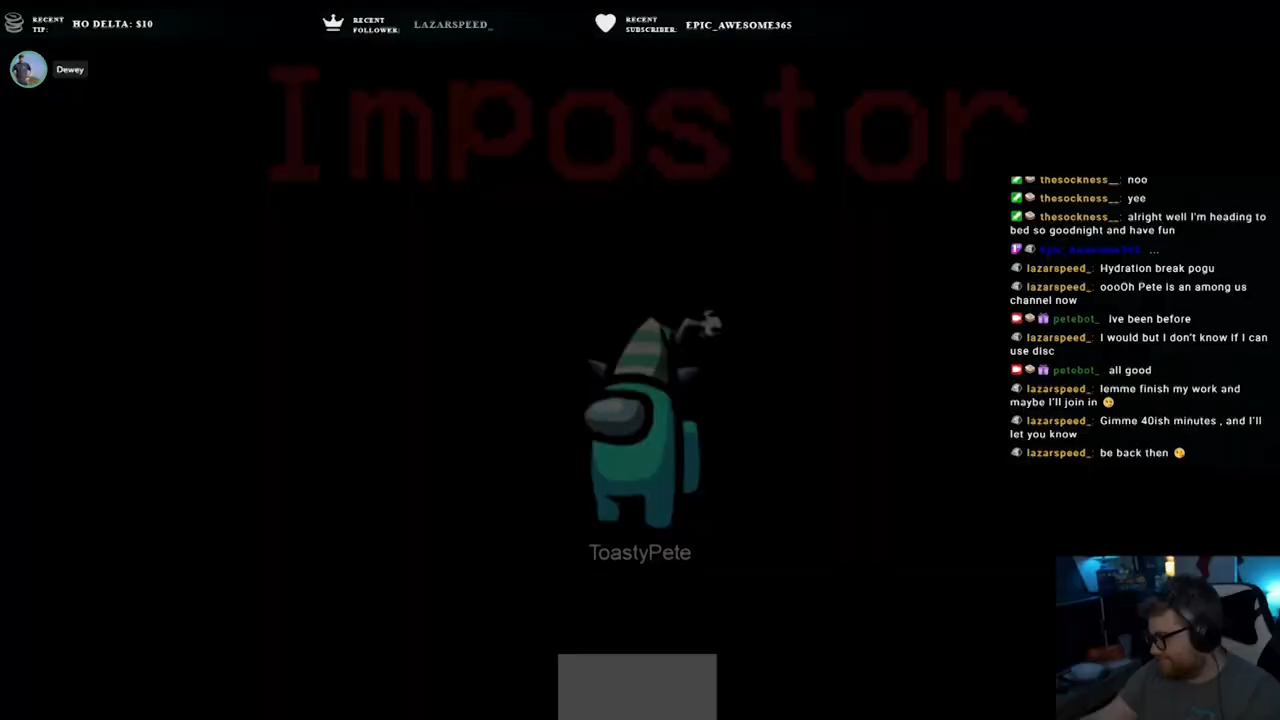 RECENT TIP:
HO DELTA: $10
RECENT FOLLOWER:
LAZARSPEED_
RECENT SUBSCRIBER:
EPIC_AWESOME365
Dewey
Impostor
thesockness__: noo
thesockness__: yee
thesockness__: alright well I'm heading to
bed so goodnight and have fun
Epic_Awesome365 ...
lazarspeed_: Hydration break pogu
lazarspeed_: oooOh Pete is an among us
channel now
petebot_ ive been before
lazarspeed_: I would but I don't know if I can
use disc
petebot_ all good
lazarspeed_: lemme finish my work and
maybe I'll join in
lazarspeed_: Gimme 40ish minutes , and I'll
let you know
lazarspeed_: be back then
ToastyPete